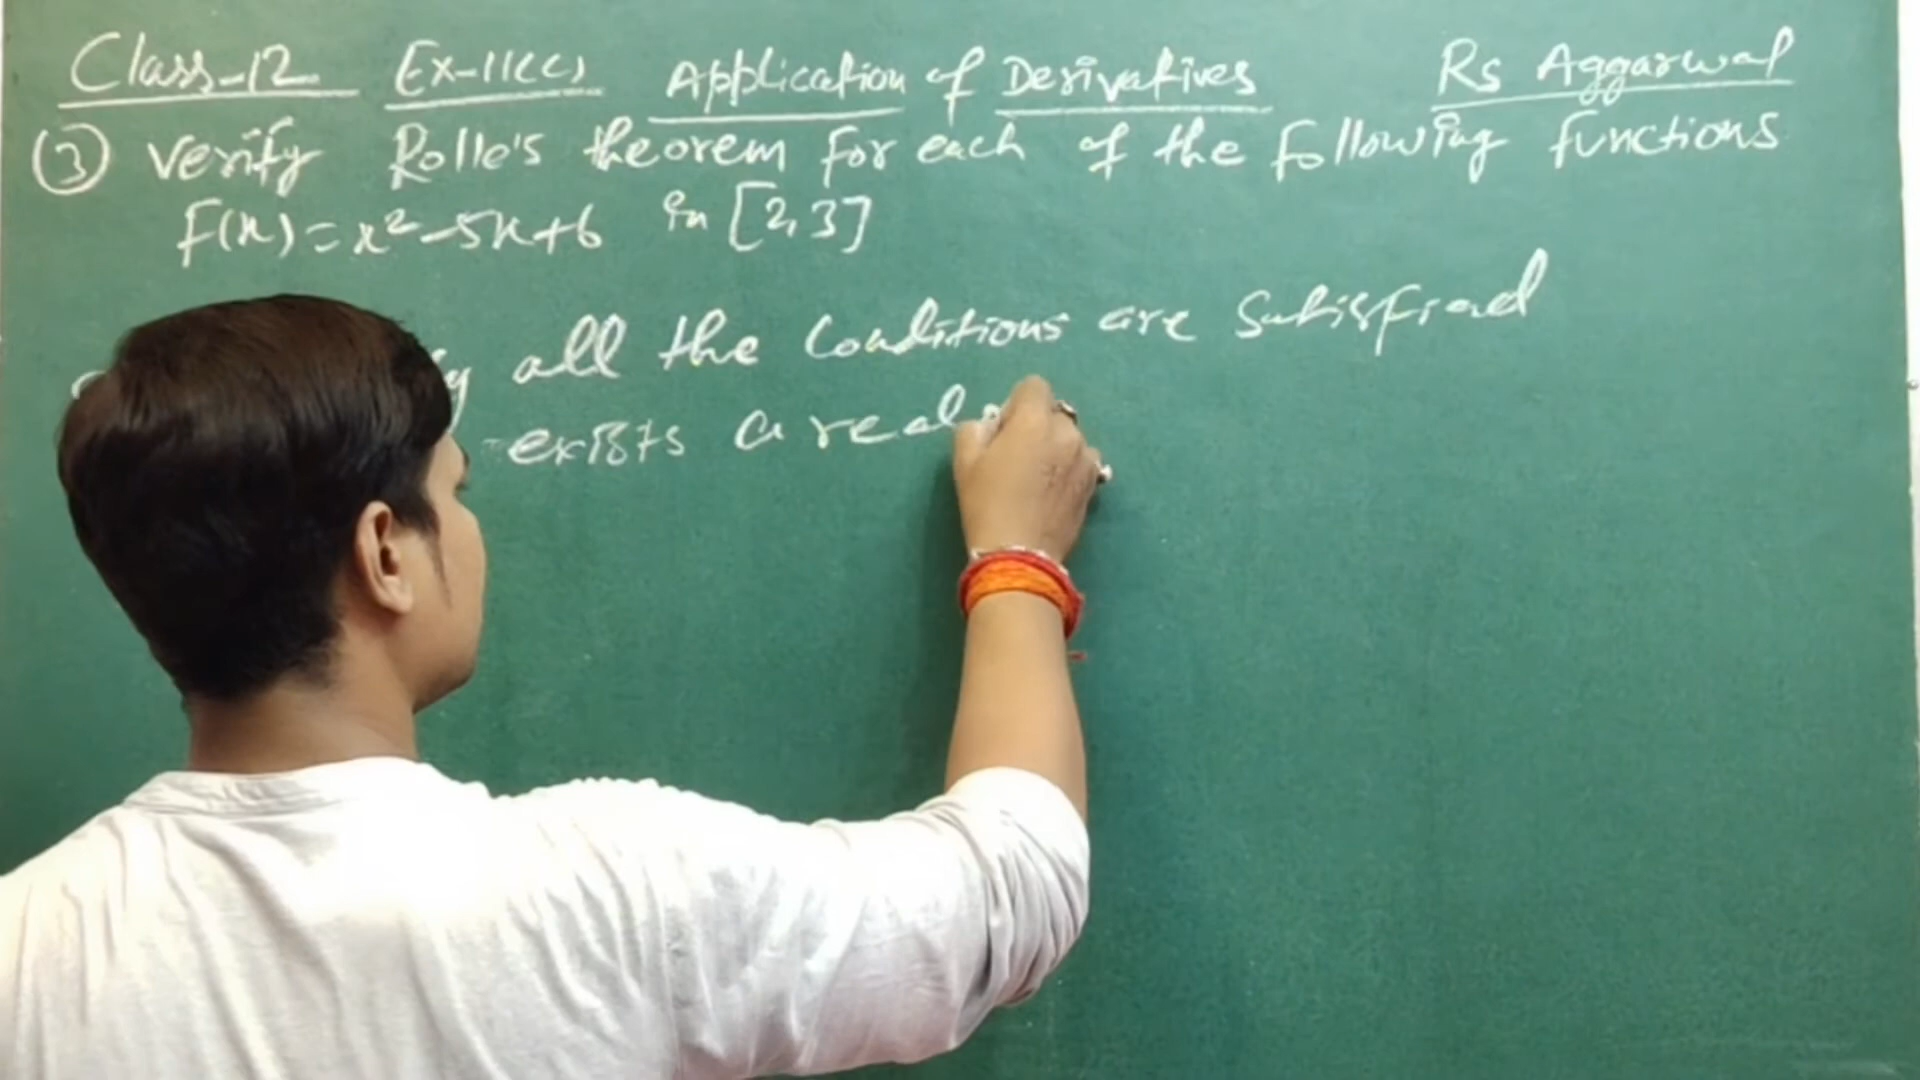 Class-12 Ex-11(C) Application of Derivatives Rs Aggarwal
③ Verify Rolle's theorem for each of the following functions
F(x)=x²-5x+6 in [2,3]
all the conditions are satisfied
exists a real